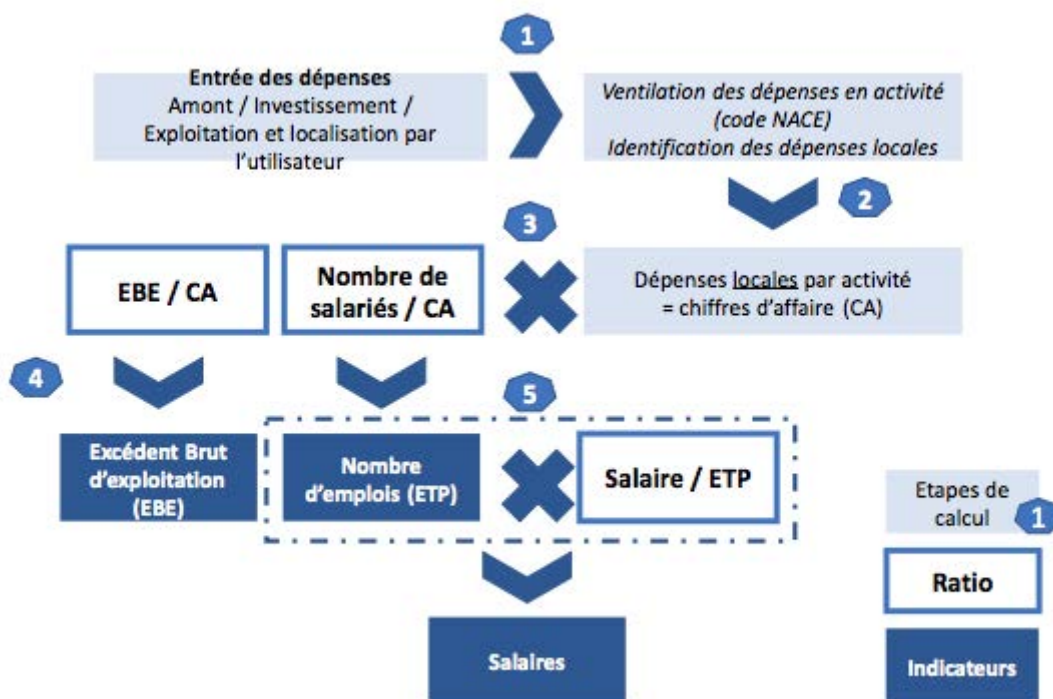 1
Entrée des dépenses
Amont / Investissement /
Exploitation et localisation par
l'utilisateur
Ventilation des dépenses en activité
(code NACE)
Identification des dépenses locales
2
3
EBE / CA
Nombre de
salariés / CA
Dépenses locales par activité
= chiffres d'affaire (CA)
4
5
Excédent Brut
d'exploitation
(EBE)
Nombre
d'emplois (ETP)
Salaire / ETP
Salaires
Etapes de
calcul
1
Ratio
Indicateurs